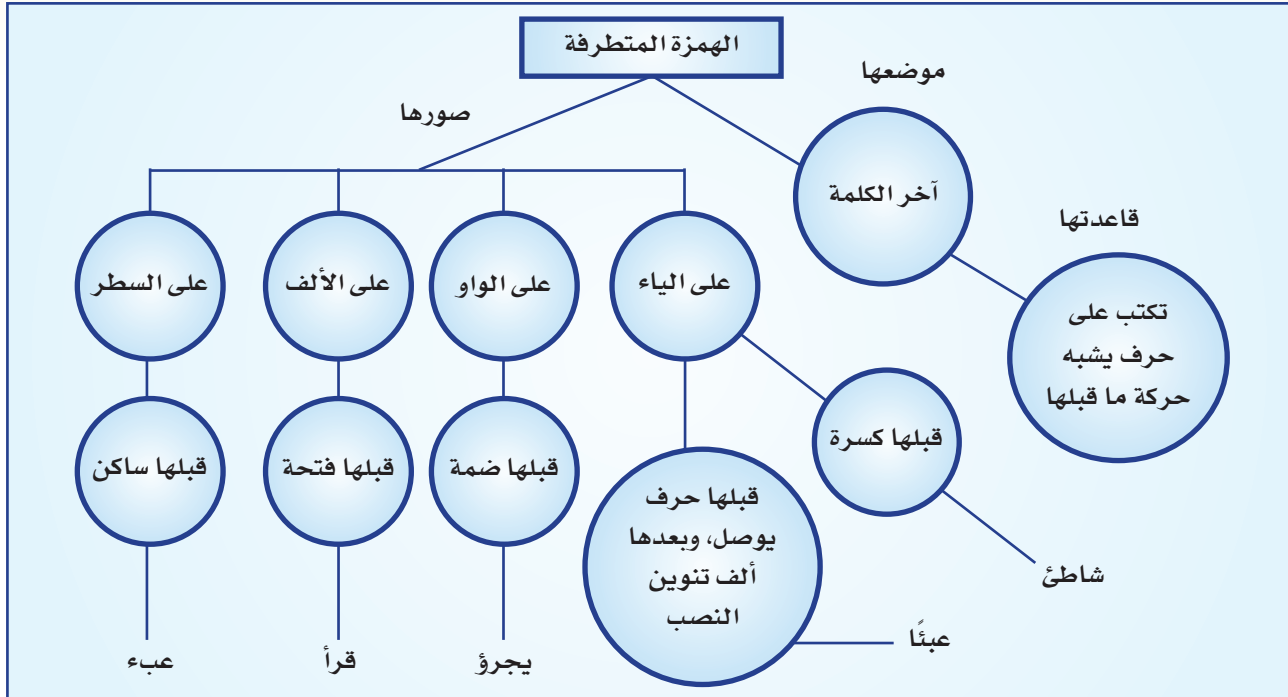 الهمزة المتطرفة
موضعها
صورها
آخر الكلمة
قاعدتها
تكتب على
حرف يشبه
حركة ما قبلها
على الياء
على الواو
على الألف
على السطر
قبلها كسرة
قبلها حرف
يوصل، وبعدها
ألف تنوين
النصب
قبلها ضمة
قبلها فتحة
قبلها ساكن
شاطئ
عبئًا
يجرؤ
قرأ
عبء